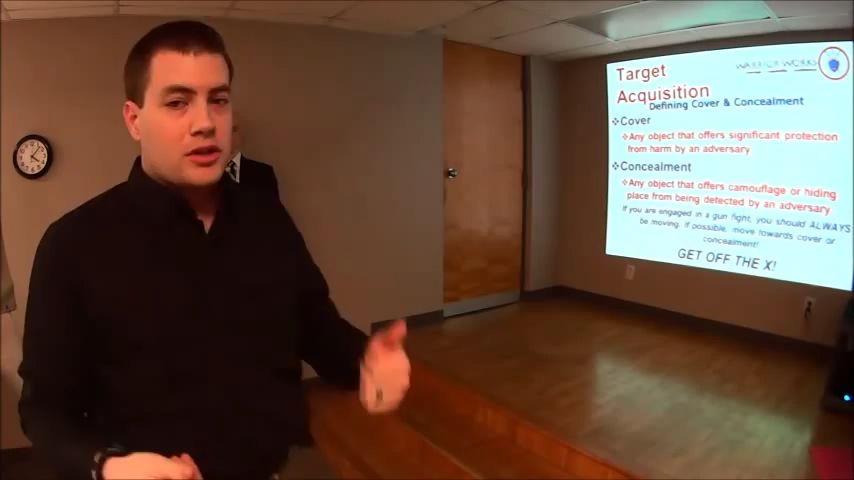 Target
Acquisition
WARRIOR WORKS
Defining Cover & Concealment
❖Cover
❖Any object that offers significant protection
from harm by an adversary
❖Concealment
❖Any object that offers camouflage or hiding
place from being detected by an adversary
If you are engaged in a gun fight, you should ALWAYS
be moving. If possible, move towards cover or
concealment!
GET OFF THE X!